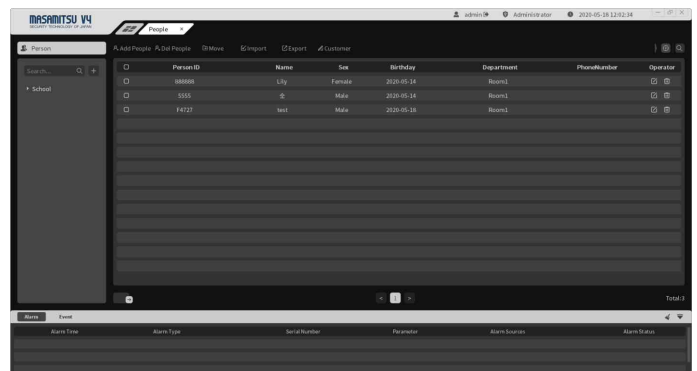 MASAMITSU V4
SECURITY TECHNOLOGY OF JAPAN
People ×
admin Administrator 2020-05-18 12:02:34
Person
Add People Del People Move Import Export Customer
Search...
School
Person ID Name Sex Birthday Department PhoneNumber Operator
888888 Lily Female 2020-05-14 Room1
5555 Male 2020-05-14 Room1
F4727 test Male 2020-05-18 Room1
< 1 >
Total:3
Alarm Event
Alarm Time Alarm Type Serial Number Parameter Alarm Sources Alarm Status